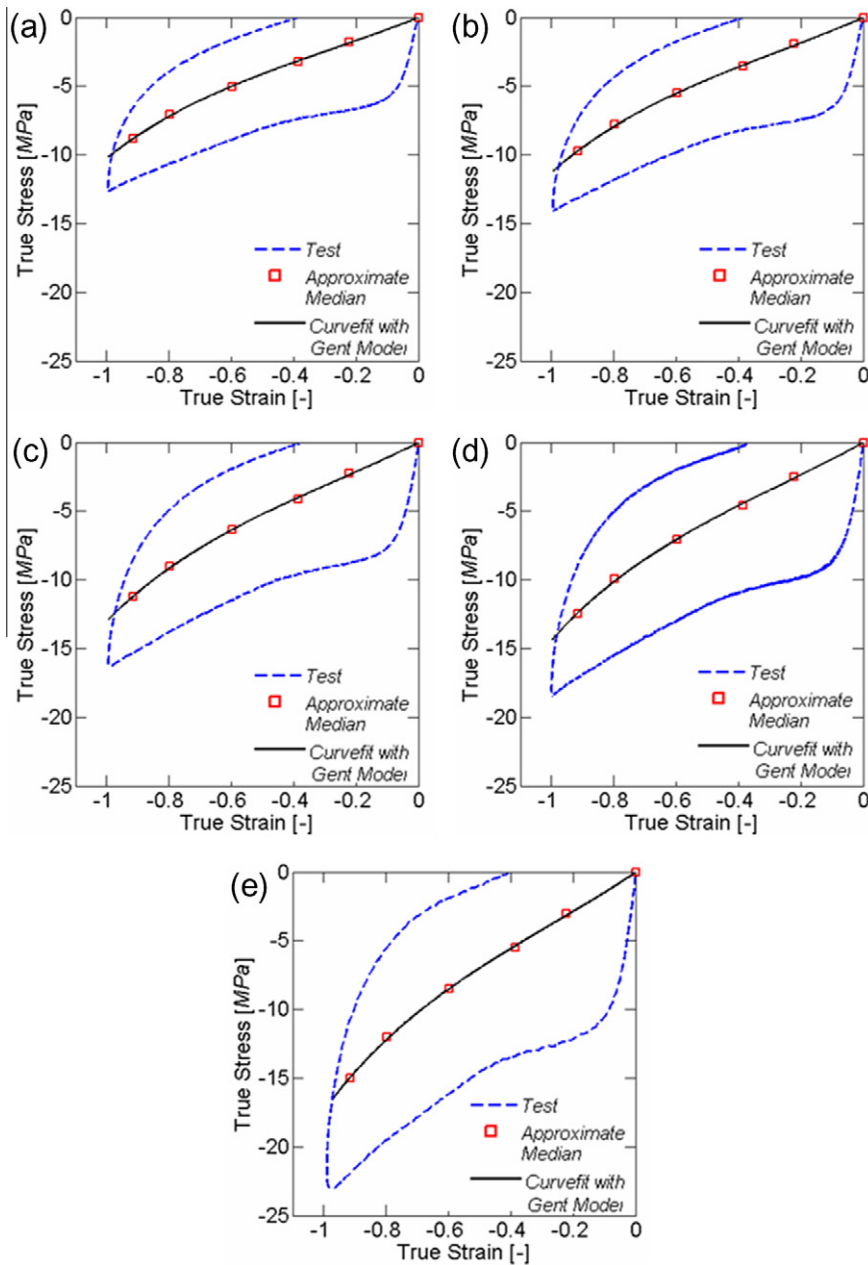 (a)
0
-5
-10
-15
-20
-25
True Stress [MPa]
Test
Approximate
Median
Curvefit with
Gent Model
-1 -0.8 -0.6 -0.4 -0.2 0
True Strain [-]
(b)
0
-5
-10
-15
-20
-25
True Stress [MPa]
Test
Approximate
Median
Curvefit with
Gent Model
-1 -0.8 -0.6 -0.4 -0.2 0
True Strain [-]
(c)
0
-5
-10
-15
-20
-25
True Stress [MPa]
Test
Approximate
Median
Curvefit with
Gent Model
-1 -0.8 -0.6 -0.4 -0.2 0
True Strain [-]
(d)
0
-5
-10
-15
-20
-25
True Stress [MPa]
Test
Approximate
Median
Curvefit with
Gent Model
-1 -0.8 -0.6 -0.4 -0.2 0
True Strain [-]
(e)
0
-5
-10
-15
-20
-25
True Stress [MPa]
Test
Approximate
Median
Curvefit with
Gent Model
-1 -0.8 -0.6 -0.4 -0.2 0
True Strain [-]